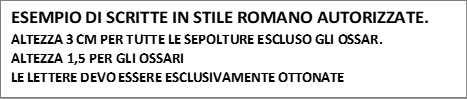 ESEMPIO DI SCRITTE IN STILE ROMANO AUTORIZZATE.
ALTEZZA 3 CM PER TUTTE LE SEPOLTURE ESCLUSO GLI OSSAR.
ALTEZZA 1,5 PER GLI OSSARI
LE LETTERE DEVO ESSERE ESCLUSIVAMENTE OTTONATE